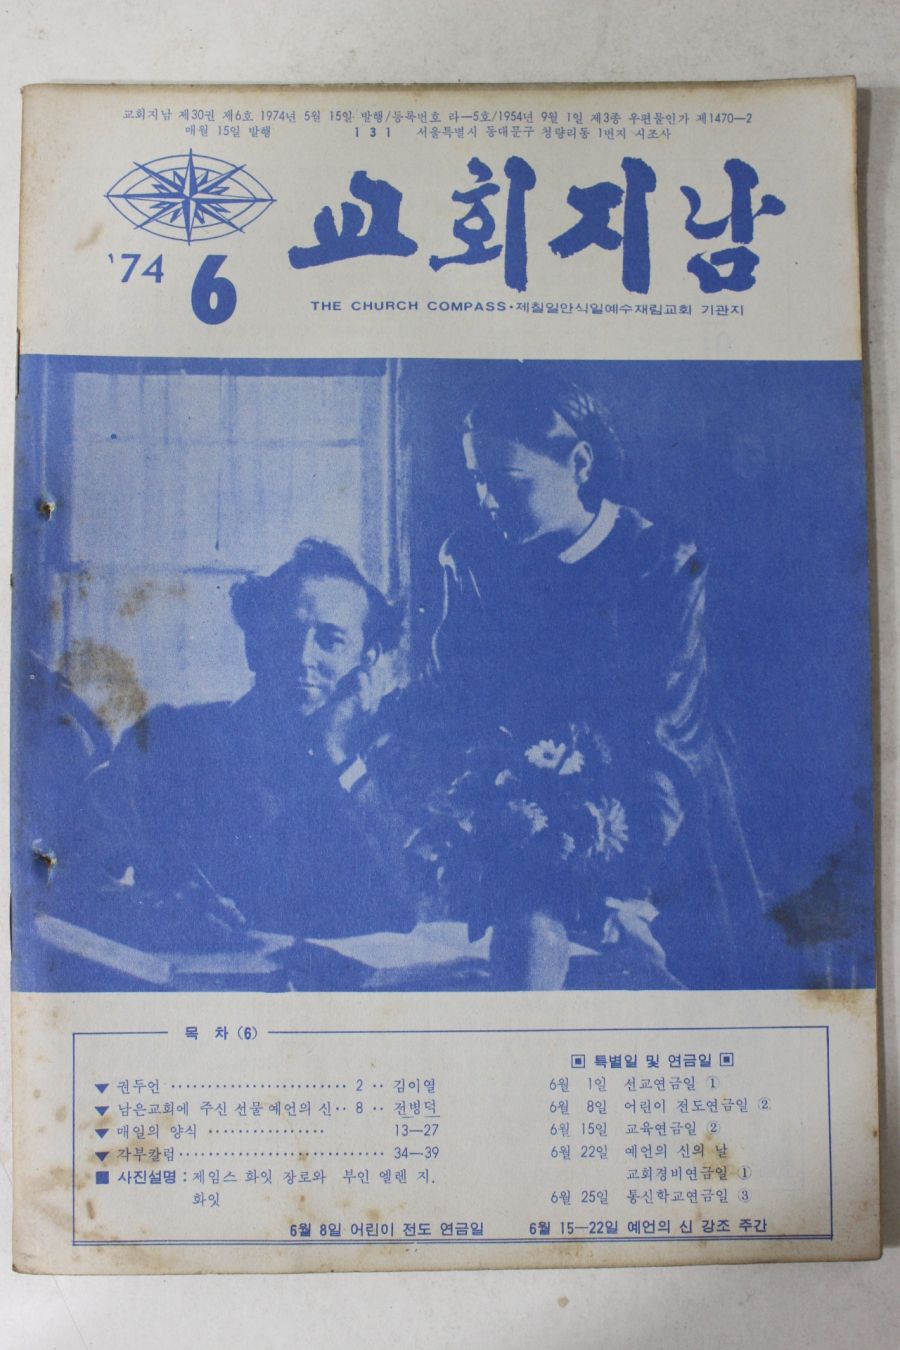 교회지남 제30권 제6호 1974년 5월 15일 발행/등록번호 라—5호/1954년 9월 1일 제3종 우편물인가 제1470—2
매월 15일 발행 131 서울특별시 동대문구 청량리동 1번지 시조사
'74 6
교회지남
THE CHURCH COMPASS·제칠일안식일예수재림교회 기관지
목 차 (6)
▼ 권두언 ························ 2 ·· 김이열
▼ 남은교회에 주신 선물 예언의 신·· 8 ·· 전병덕
▼ 매일의 양식 ················ 13—27
▼ 각부칼럼···························· 34—39
■ 사진설명 : 제임스 화잇 장로와 부인 엘렌 지.
화잇
▣ 특별일 및 연금일 ▣
6월 1일 선교연금일 ①
6월 8일 어린이 전도연금일 ②
6월 15일 교육연금일 ②
6월 22일 예언의 신의 날
교회경비연금일 ①
6월 25일 통신학교연금일 ③
6월 8일 어린이 전도 연금일 6월 15—22일 예언의 신 강조 주간